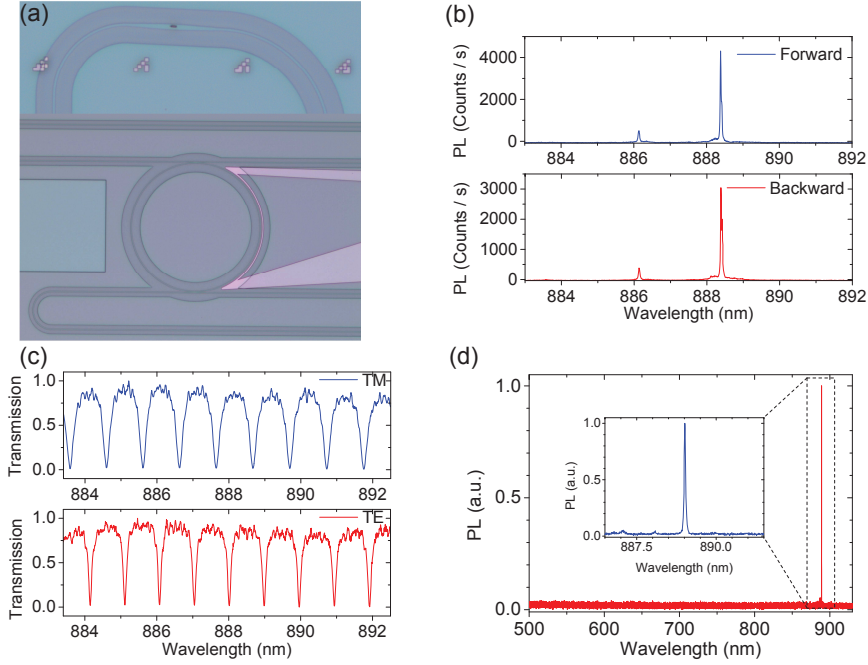 (a)
(b)
PL (Counts / s)
4000
2000
0
Forward
884 886 888 890 892
PL (Counts / s)
3000
2000
1000
0
Backward
884 886 888 890 892
Wavelength (nm)
(c)
Transmission
1.0
0.5
0.0
TM
884 886 888 890 892
Transmission
1.0
0.5
0.0
TE
884 886 888 890 892
Wavelength (nm)
(d)
PL (a.u.)
1.0
0.5
0.0
500 600 700 800 900
Wavelength (nm)
PL (a.u.)
1.0
0.5
0.0
887.5 890.0
Wavelength (nm)